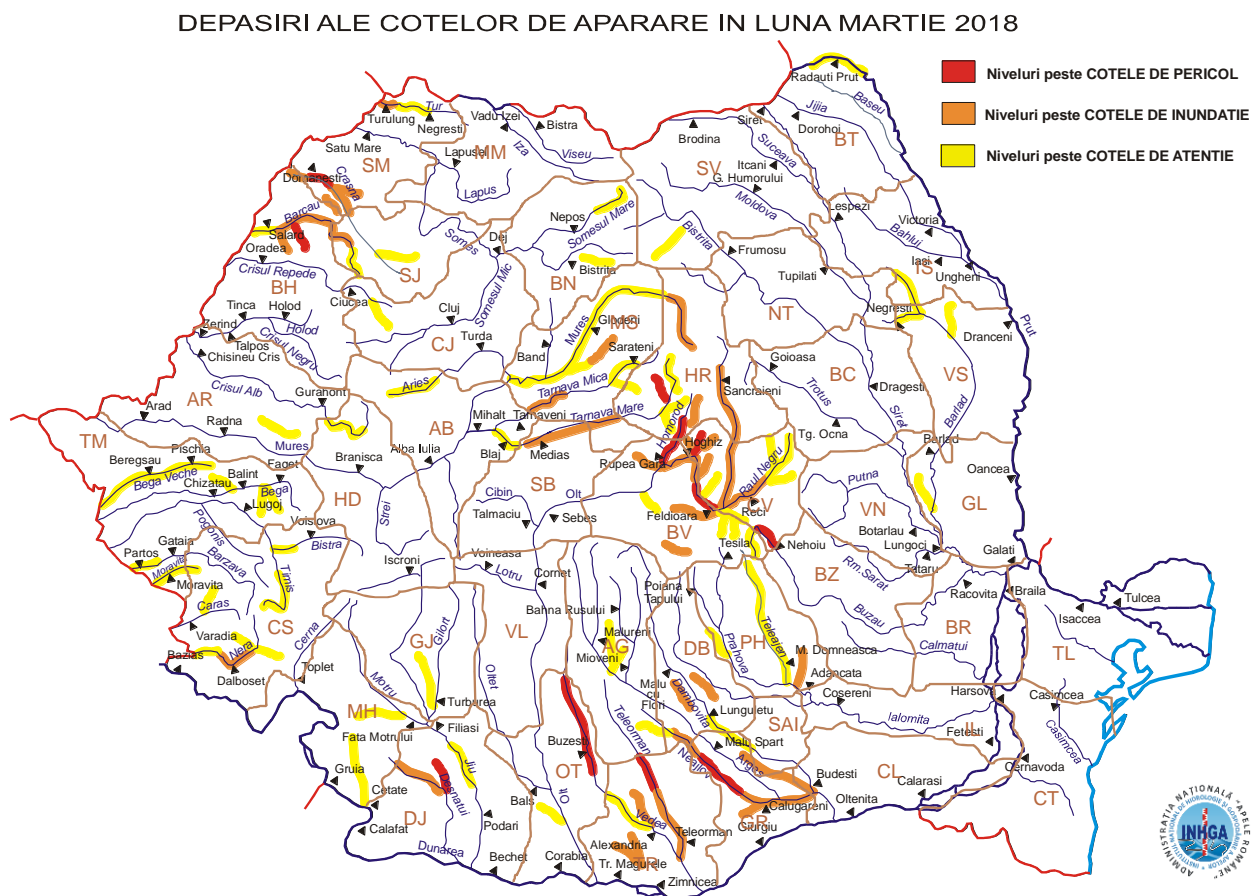 DEPASIRI ALE COTELOR DE APARARE IN LUNA MARTIE 2018
Niveluri peste COTELE DE PERICOL
Niveluri peste COTELE DE INUNDATIE
Niveluri peste COTELE DE ATENTIE
Radauti Prut
Baseu
Tur
Turulung
Negresti
Vadu Izei
Bistra
Siret
Jijia
Dorohoi
BT
Satu Mare
SM
Lapusel
MM
Iza
Viseu
Brodina
Suceava
Itcani
SV
G. Humorului
Domanesti
Crasna
Lapus
Moldova
Lespezi
Barcau
Salard
Nepos
Somesul Mare
Bistrita
Victoria
Bahlui
Oradea
Somes
Dej
Frumosu
Iasi
IS
Ungheni
Crisul Repede
SJ
Bistrita
BN
Tupilati
BH
Ciucea
Somesul Mic
Tinca
Holod
Cluj
Mures
Glodeni
MS
NT
Negresti
Prut
Zerind
Holod
Talpos
Crisul Negru
Turda
Band
Sarateni
Dranceni
Chisineu Cris
CJ
Goioasa
Crisul Alb
Aries
Tarnava Mica
HR
Sancraieni
BC
VS
AR
Gurahont
Trotus
Dragesti
Arad
Mihalt
Tarnaveni
Tarnava Mare
Siret
Barlad
Radna
AB
Homorod
Tg. Ocna
TM
Mures
Alba Iulia
Blaj
Medias
Hoghiz
Barlad
Pischia
Branisca
Rupea Gara
Beregsau
Faget
Raul Negru
Oancea
Bega Veche
Balint
Chizatau
Bega
HD
SB
Putna
Cibin
Olt
GL
Lugoj
Strei
Talmaciu
Sebes
Feldioara
Reci
CV
VN
Pogonis
Voislova
BV
Botarlau
Gataia
Bistra
Tesila
Nehoiu
Lungoci
Partos
Barzava
Voineasa
Galati
Moravita
Timis
Iscroni
Lotru
Cornet
BZ
Tataru
Moravita
Poiana
Tapului
Rm.Sarat
Racovita
Braila
Tulcea
Caras
Bahna Rusului
Isaccea
Varadia
CS
Cerna
GJ
Gilort
VL
Malureni
Teleajen
Buzau
BR
Bazias
Nera
AG
DB
PH
Calmatui
TL
Dalboset
Toplet
Oltet
Mioveni
Prahova
M. Domneasca
Motru
Malu
cu
Flori
Adancata
Harsova
Casimcea
Turburea
Dambovita
Lunguletu
Cosereni
MH
Filiasi
Teleorman
SAI
Ialomita
IL
Casimcea
Fata Motrului
Buzesti
Malu Spart
Fetesti
Jiu
OT
Neajlov
Arges
Gruia
Budesti
CL
Cernavoda
Cetate
Desnatui
Calarasi
Bals
Olt
CT
DJ
Calugareni
Oltenita
Podari
Vedea
GR
Calafat
Teleorman
Giurgiu
Dunarea
Alexandria
Bechet
Corabia
TR
Tr. Magurele
Zimnicea
ADMINISTRAȚIA NAȚIONALĂ "APELE ROMÂNE"
INSTITUTUL NAȚIONAL DE HIDROLOGIE ȘI GOSPODĂRIRE A APELOR
INHGA